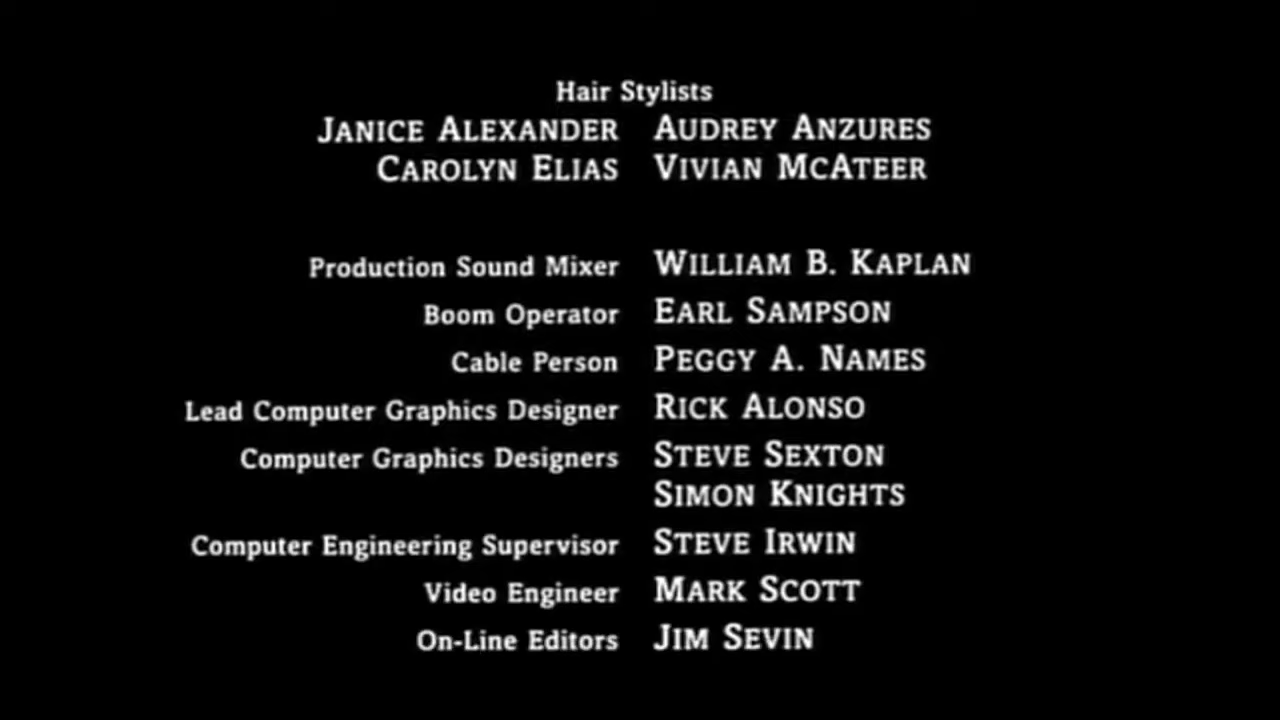 Hair Stylists
JANICE ALEXANDER AUDREY ANZURES
CAROLYN ELIAS VIVIAN MCATEER
Production Sound Mixer WILLIAM B. KAPLAN
Boom Operator EARL SAMPSON
Cable Person PEGGY A. NAMES
Lead Computer Graphics Designer RICK ALONSO
Computer Graphics Designers STEVE SEXTON
SIMON KNIGHTS
Computer Engineering Supervisor STEVE IRWIN
Video Engineer MARK SCOTT
On-Line Editors JIM SEVIN